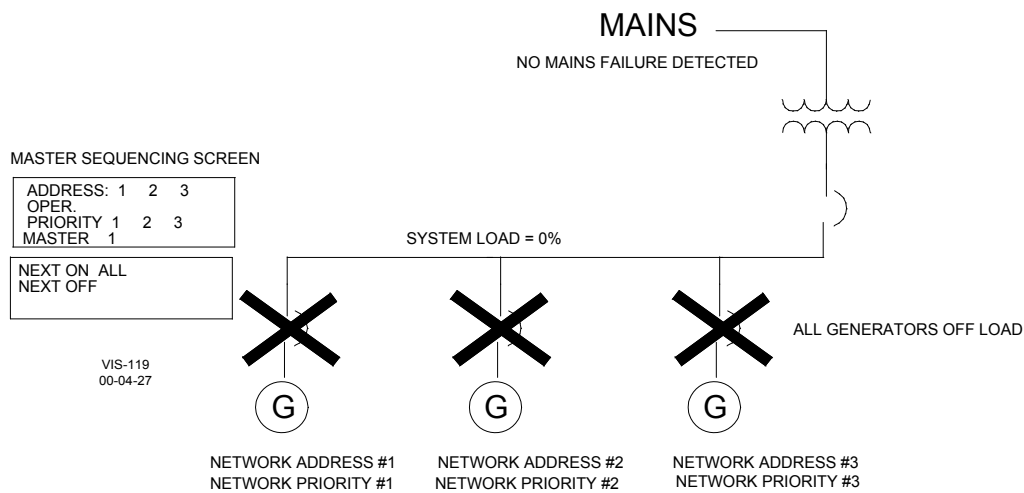 MAINS
NO MAINS FAILURE DETECTED
MASTER SEQUENCING SCREEN
ADDRESS: 1 2 3
OPER.
PRIORITY 1 2 3
MASTER 1
NEXT ON ALL
NEXT OFF
SYSTEM LOAD = 0%
ALL GENERATORS OFF LOAD
VIS-119
00-04-27
G
G
G
NETWORK ADDRESS #1
NETWORK PRIORITY #1
NETWORK ADDRESS #2
NETWORK PRIORITY #2
NETWORK ADDRESS #3
NETWORK PRIORITY #3